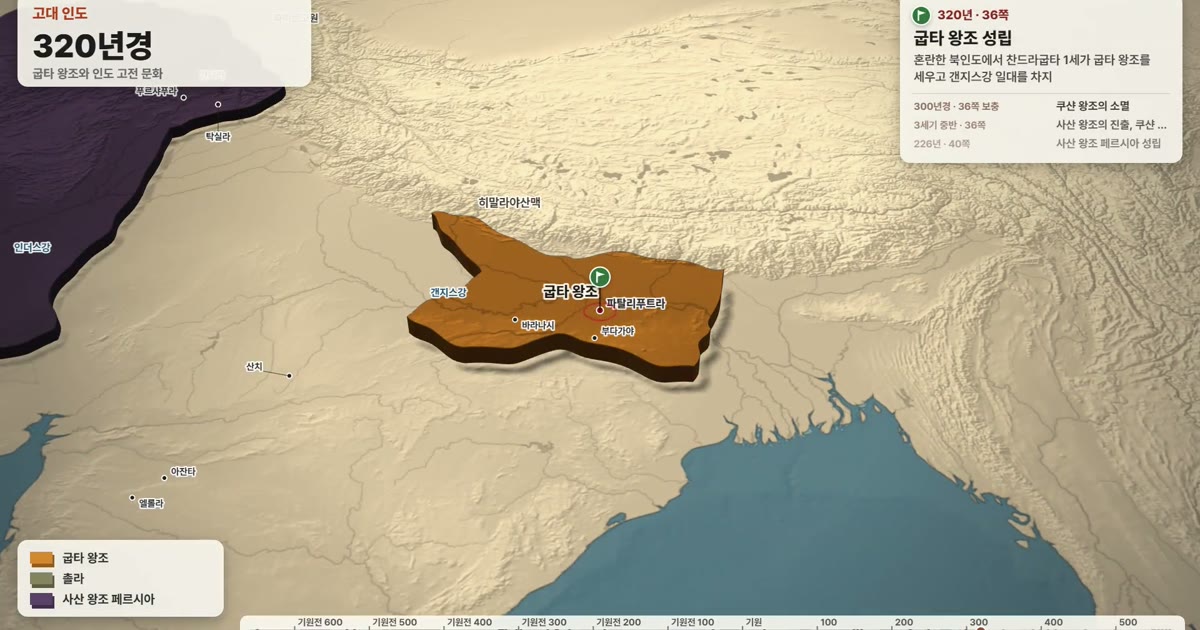 고대 인도
320년경
굽타 왕조와 인도 고전 문화
320년 · 36쪽
굽타 왕조 성립
혼란한 북인도에서 찬드라굽타 1세가 굽타 왕조를
세우고 갠지스강 일대를 차지
300년경 · 36쪽 보충 쿠샨 왕조의 소멸
3세기 중반 · 36쪽 사산 왕조의 진출, 쿠샨 ...
226년 · 40쪽 사산 왕조 페르시아 성립
푸르샤푸라
탁실라
히말라야산맥
인더스강
갠지스강
굽타 왕조
파탈리푸트라
바라나시
부다가야
산치
아잔타
엘롤라
굽타 왕조
촐라
사산 왕조 페르시아
기원전 600 기원전 500 기원전 400 기원전 300 기원전 200 기원전 100 기원 100 200 300 400 500